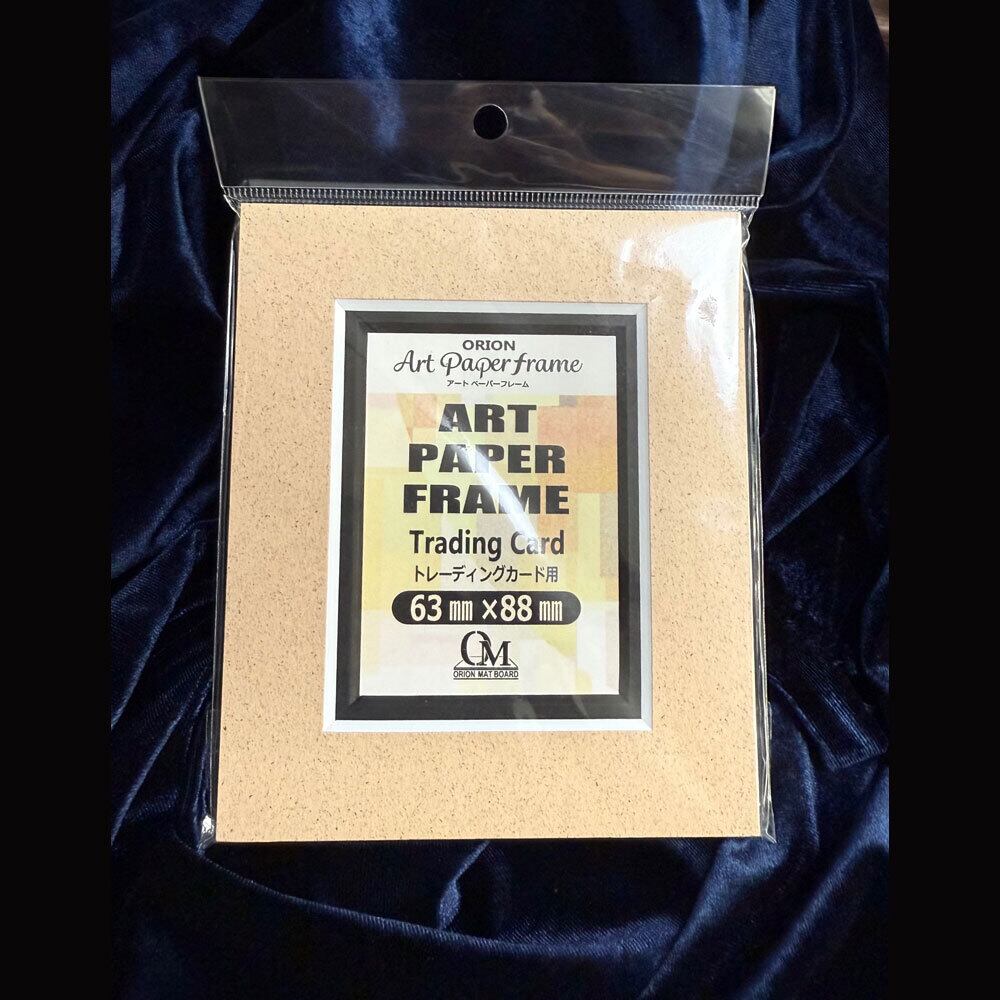 ORION
Art Paper frame
アート ペーパーフレーム
ART
PAPER
FRAME
Trading Card
トレーディングカード用
63㎜×88㎜
OM
ORION MAT BOARD